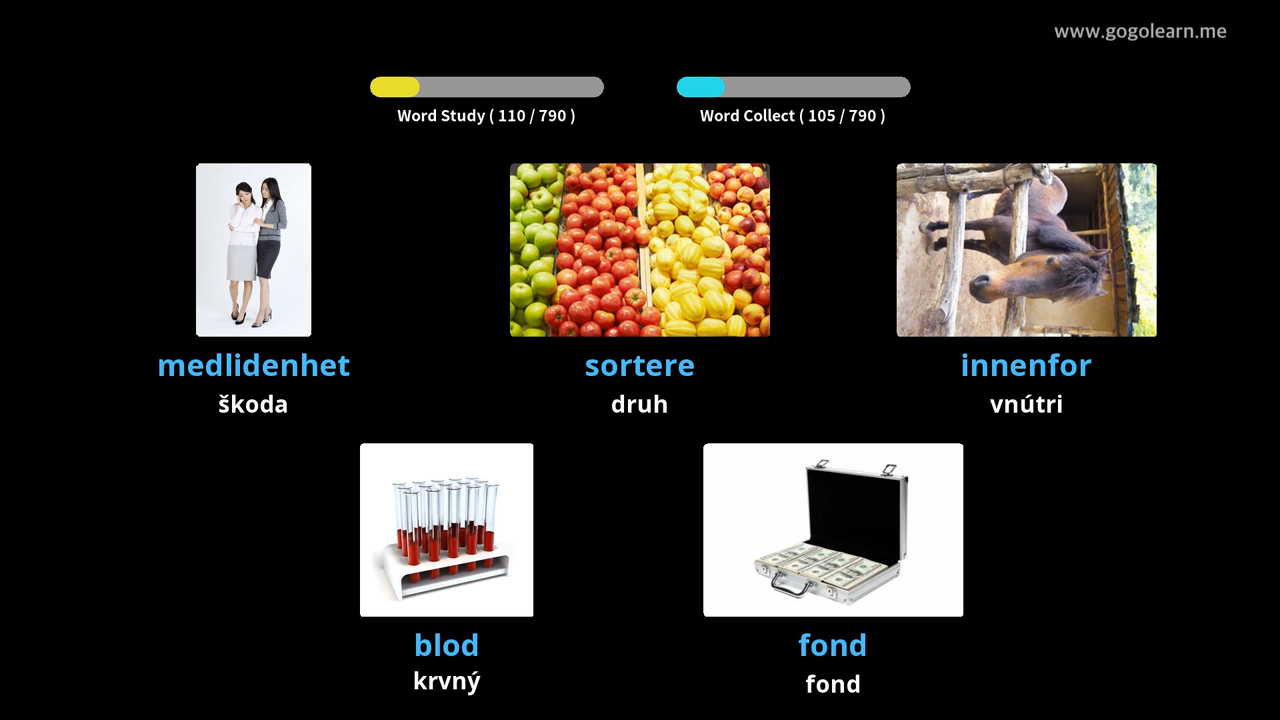 www.gogolearn.me
Word Study ( 110 / 790 )
Word Collect ( 105 / 790 )
medlidenhet
škoda
sortere
druh
innenfor
vnútri
blod
krvný
fond
fond